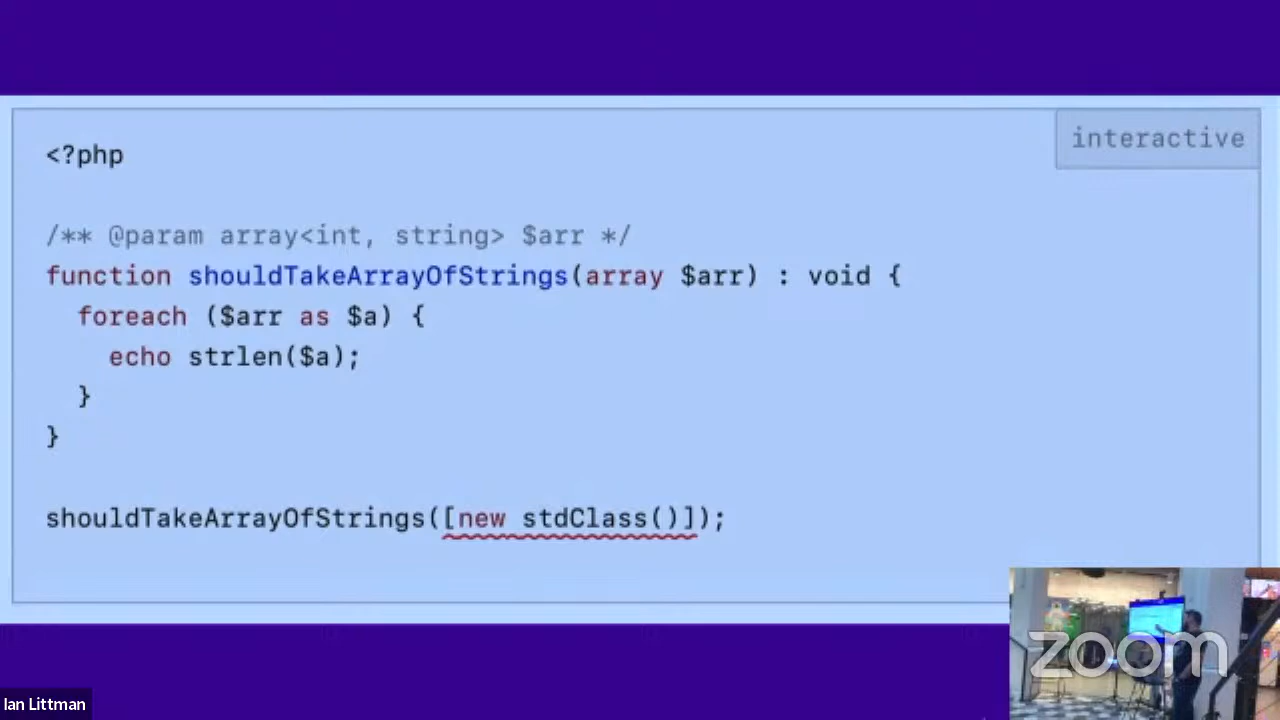 interactive
<?php
/** @param array<int, string> $arr */
function shouldTakeArrayOfStrings(array $arr) : void {
foreach ($arr as $a) {
echo strlen($a);
}
}
shouldTakeArrayOfStrings([new stdClass()]);
zoom
Ian Littman